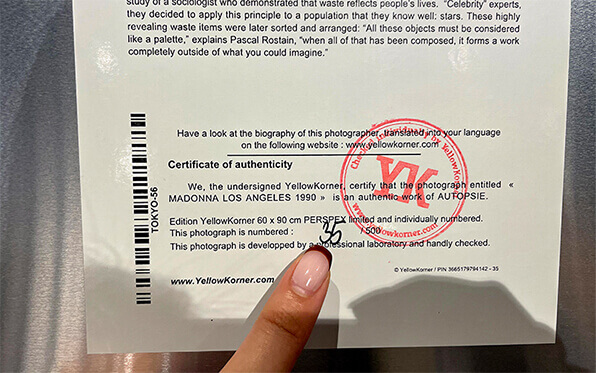 study of a sociologist who demonstrated that waste reflects people's lives. "Celebrity" experts,
they decided to apply this principle to a population that they know well: stars. These highly
revealing waste items were later sorted and arranged: "All these objects must be considered
like a palette," explains Pascal Rostain, "when all of that has been composed, it forms a work
completely outside of what you could imagine."
Have a look at the biography of this photographer, translated into your language
on the following website : www.yellowkorner.com
Certificate of authenticity
We, the undersigned YellowKorner, certify that the photograph entitled «
MADONNA LOS ANGELES 1990 » is an authentic work of AUTOPSIE.
Edition YellowKorner 60 x 90 cm PERSPEX limited and individually numbered.
This photograph is numbered : 35 / 500
This photograph is developped by a professional laboratory and handly checked.
www.YellowKorner.com
© YellowKorner / PIN 3665179794142 - 35
TOKYO-56
Checked individually by YellowKorner
YK
www.yellowkorner.com